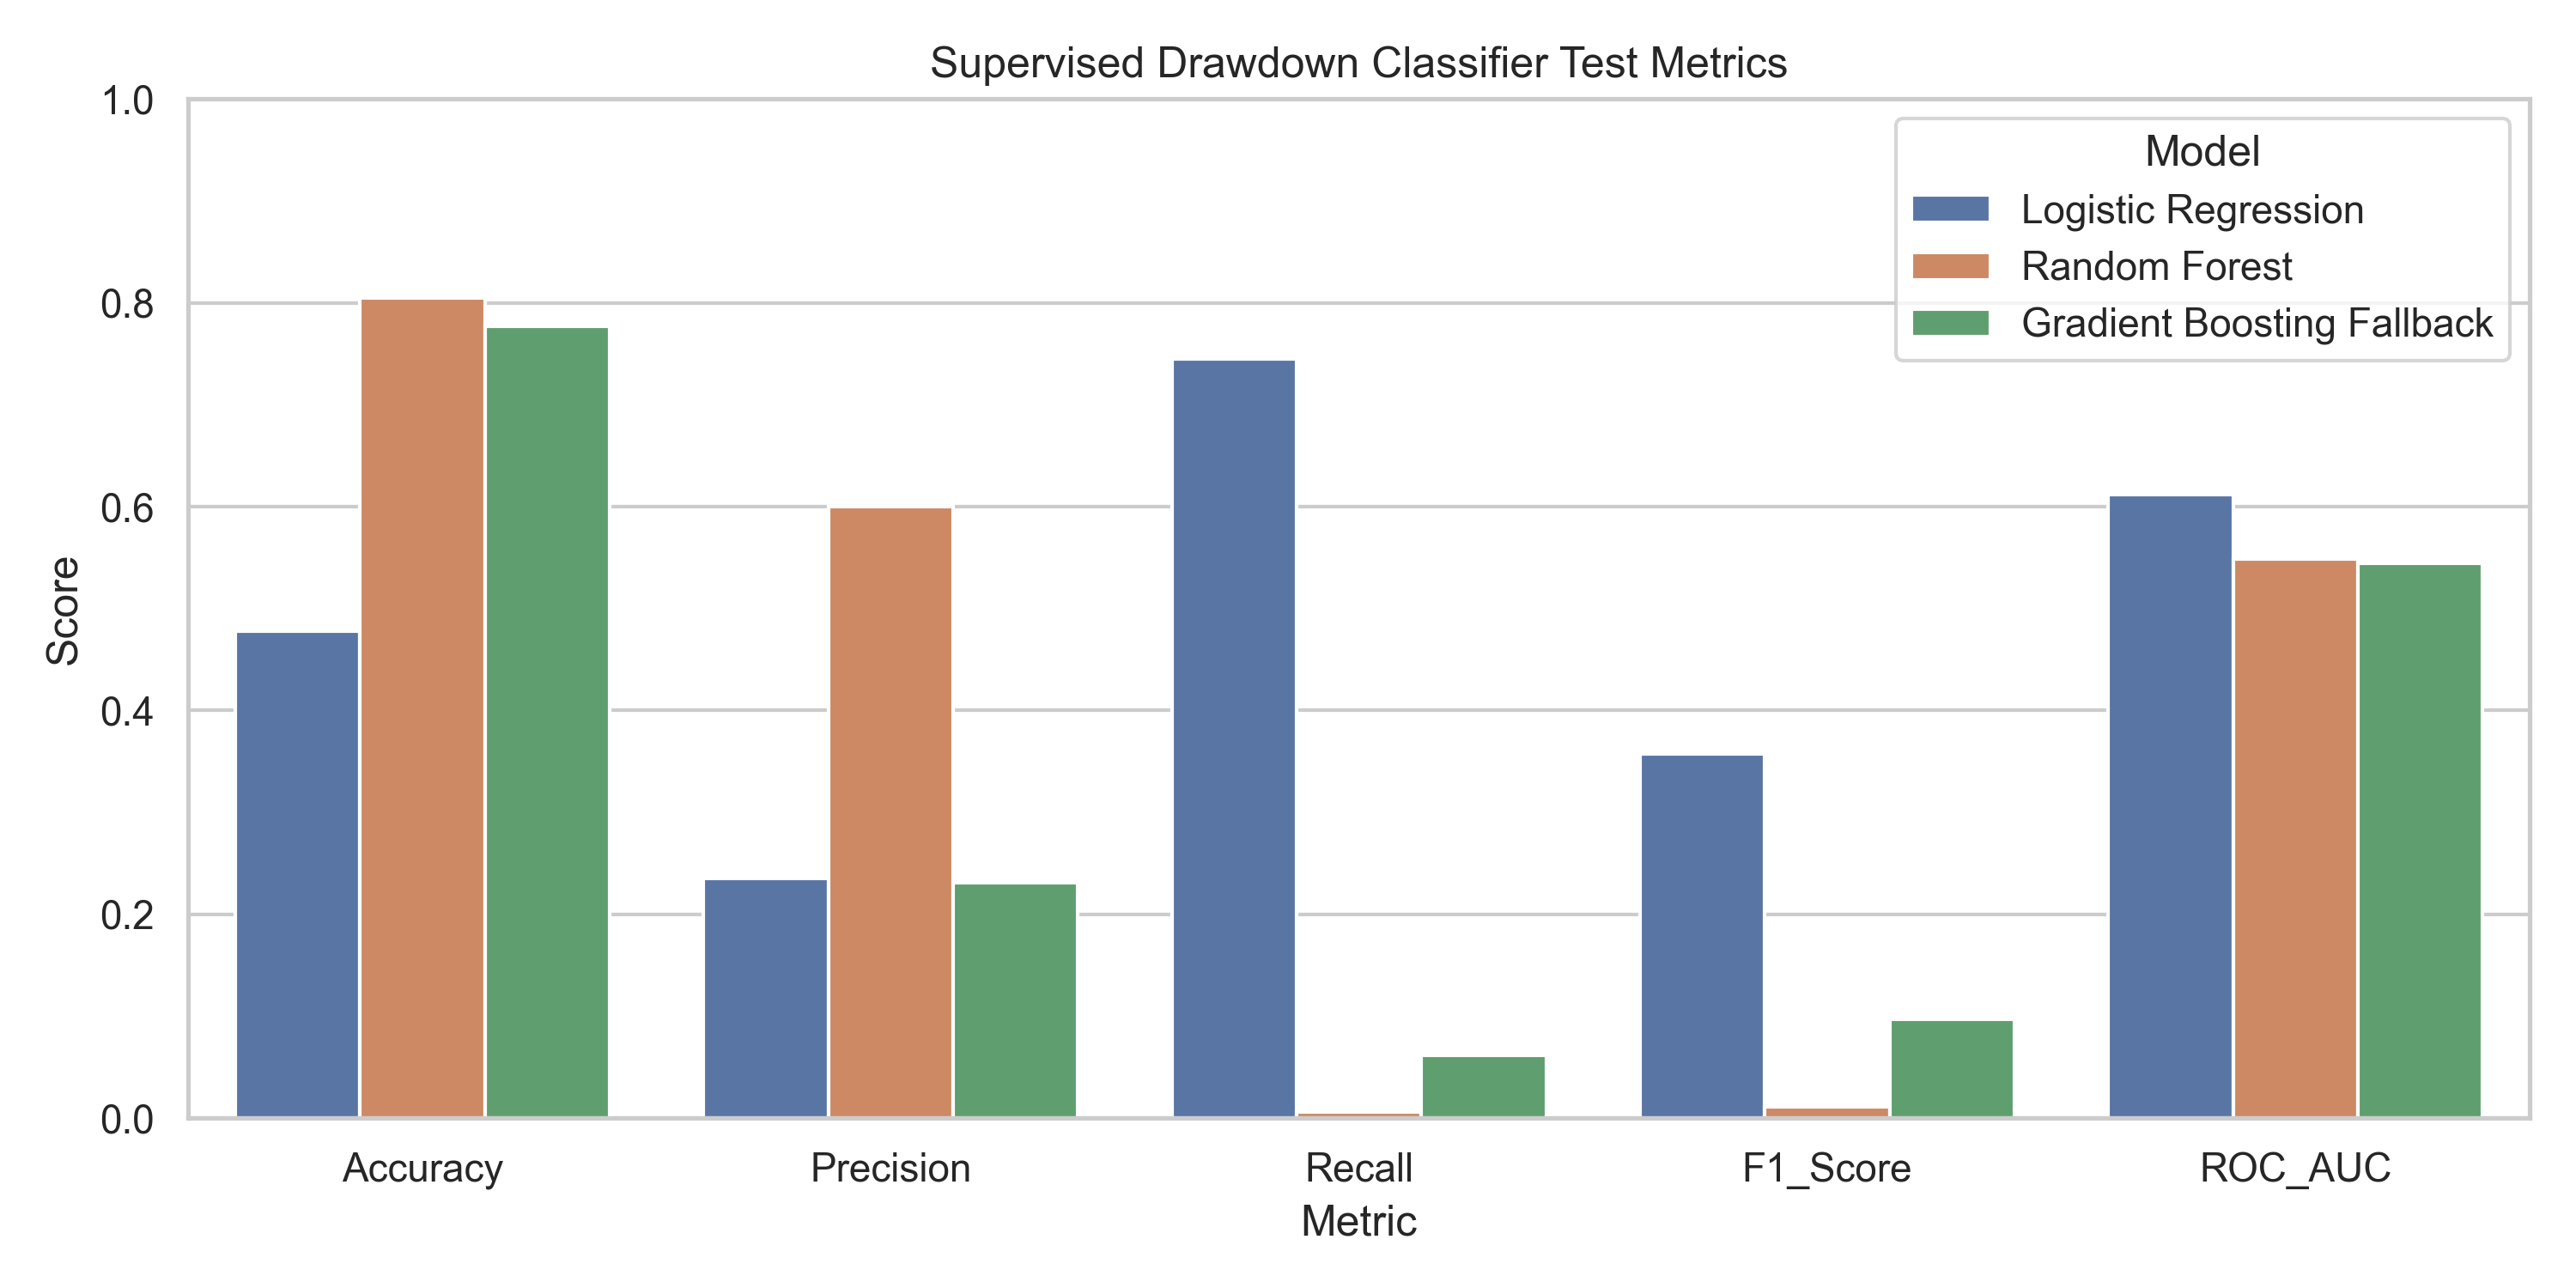 Supervised Drawdown Classifier Test Metrics
1.0
0.8
0.6
0.4
0.2
0.0
Score
Model
Logistic Regression
Random Forest
Gradient Boosting Fallback
Accuracy
Precision
Recall
F1_Score
ROC_AUC
Metric